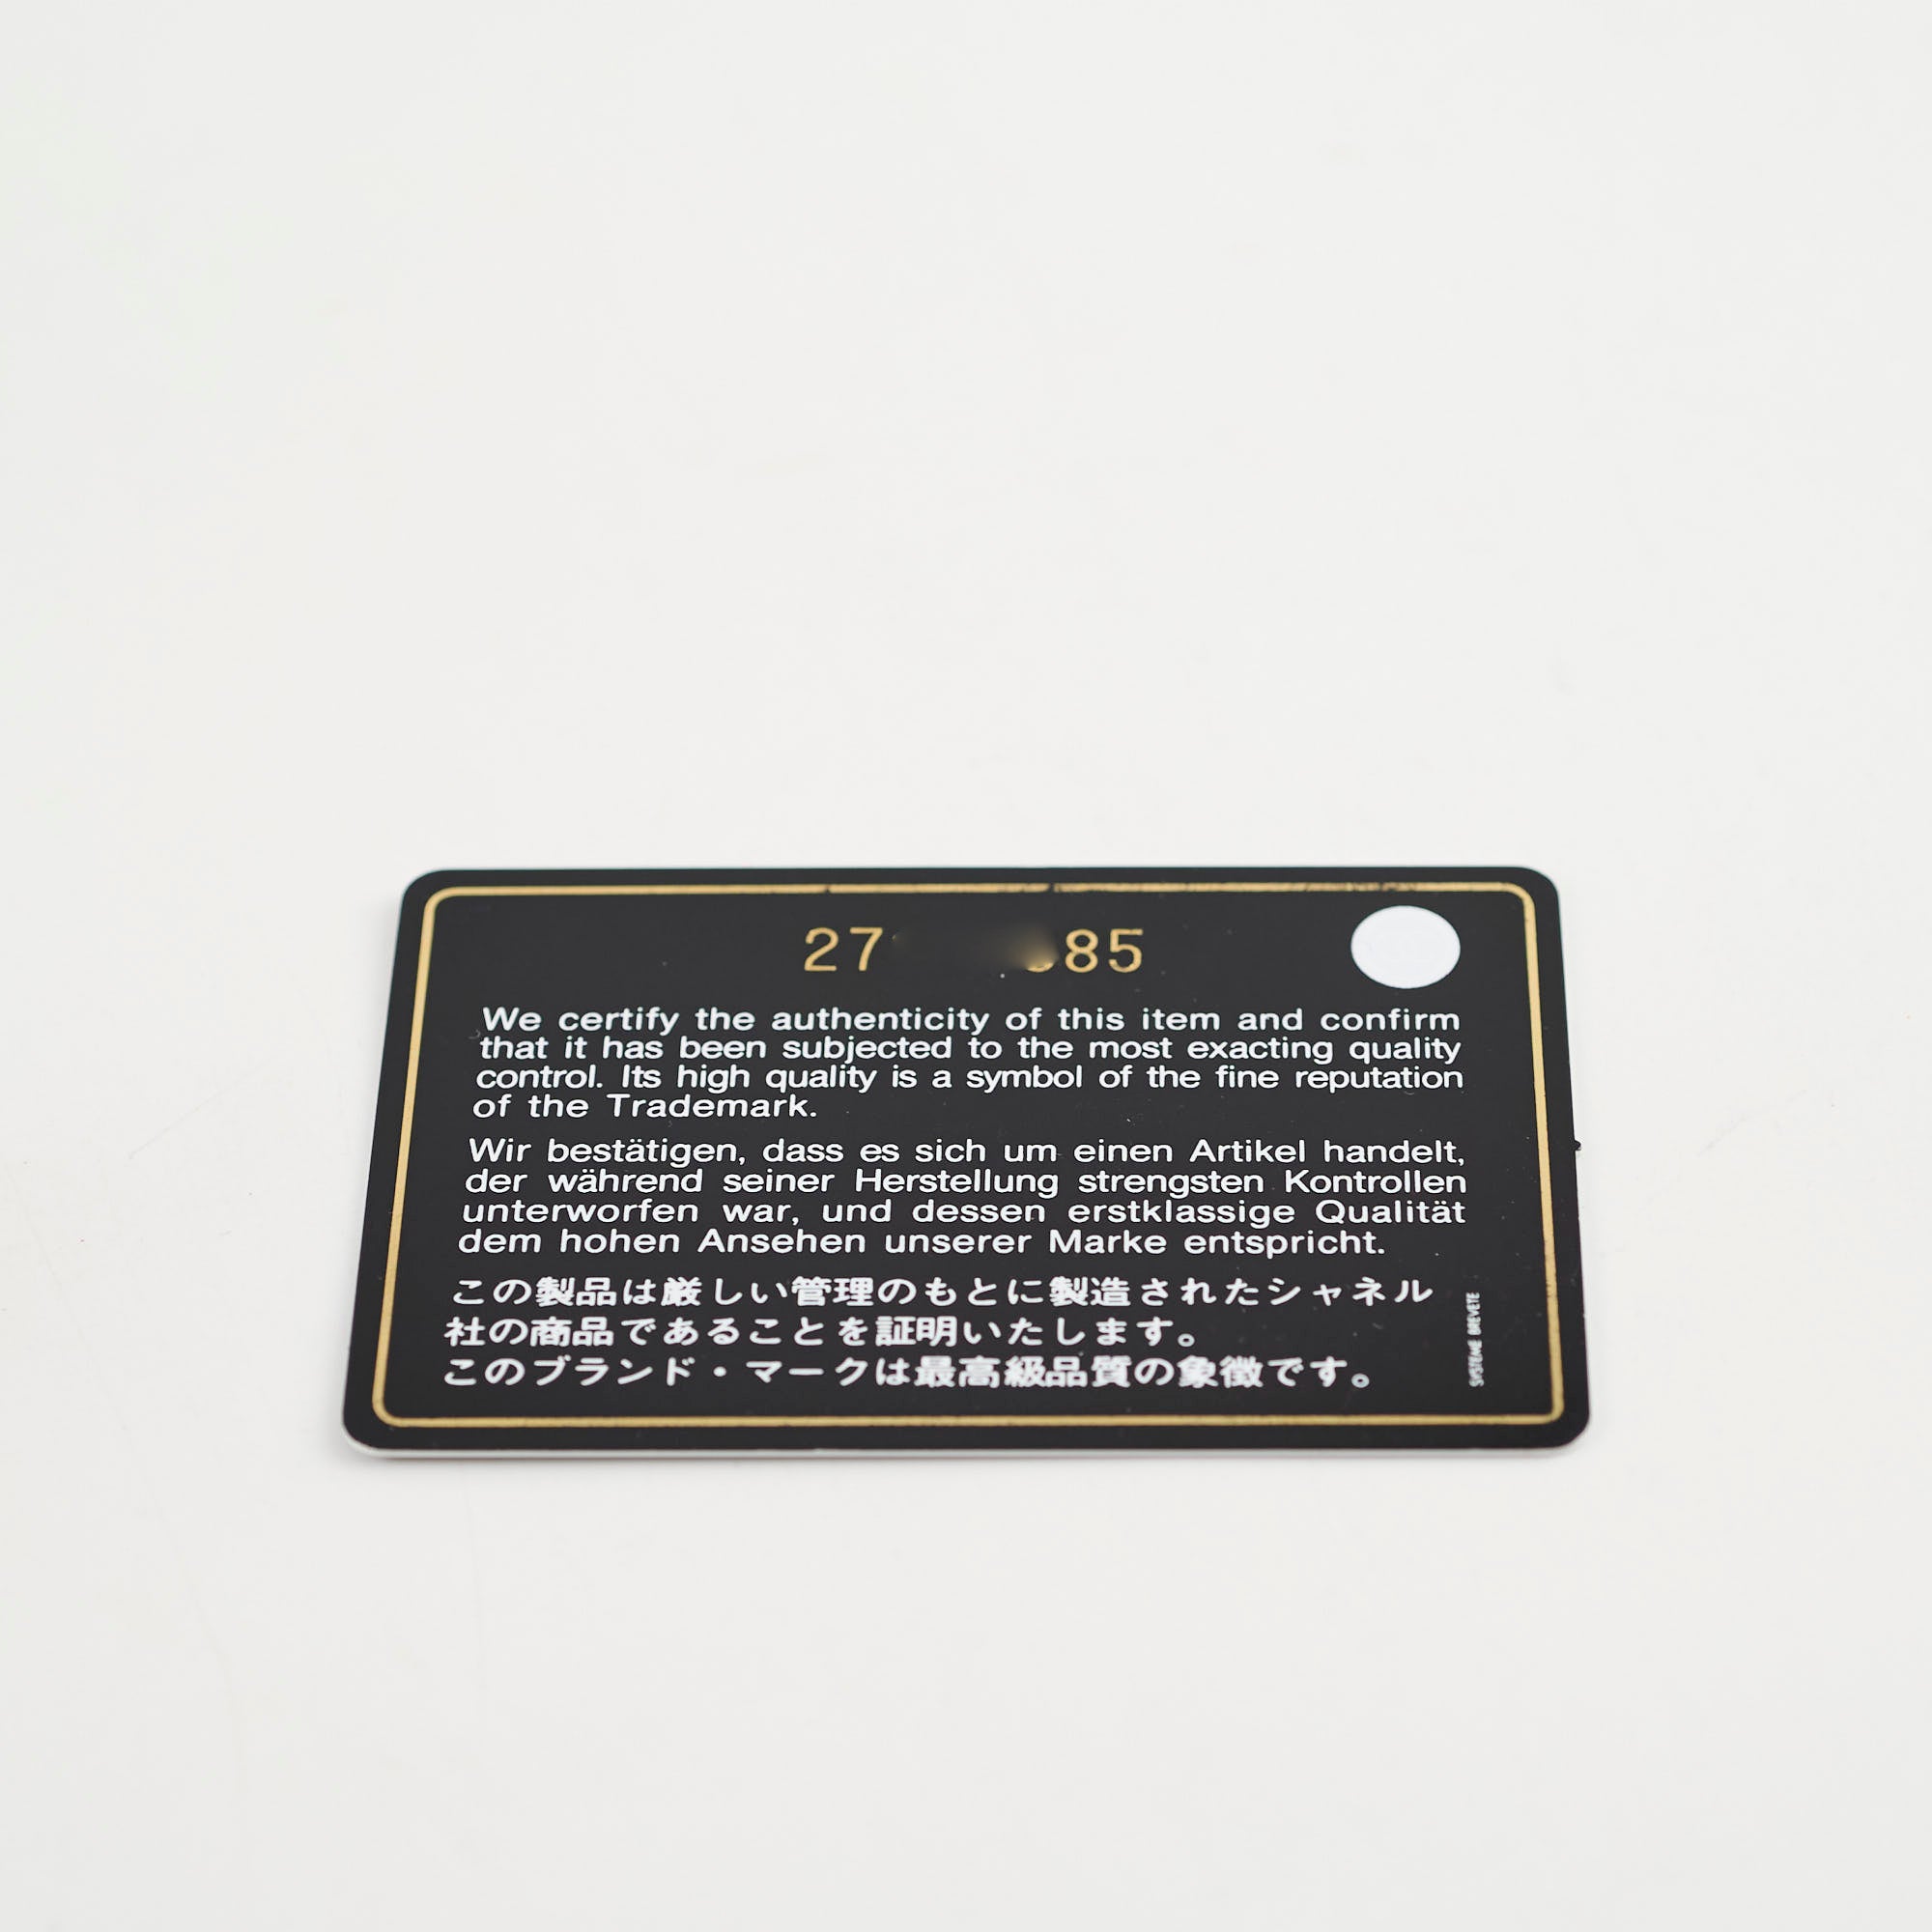 27 85
We certify the authenticity of this item and confirm
that it has been subjected to the most exacting quality
control. Its high quality is a symbol of the fine reputation
of the Trademark.
Wir bestätigen, dass es sich um einen Artikel handelt,
der während seiner Herstellung strengsten Kontrollen
unterworfen war, und dessen erstklassige Qualität
dem hohen Ansehen unserer Marke entspricht.
この製品は厳しい管理のもとに製造されたシャネル
社の商品であることを証明いたします。
このブランド・マークは最高級品質の象徴です。
SYSTEME BREVETE